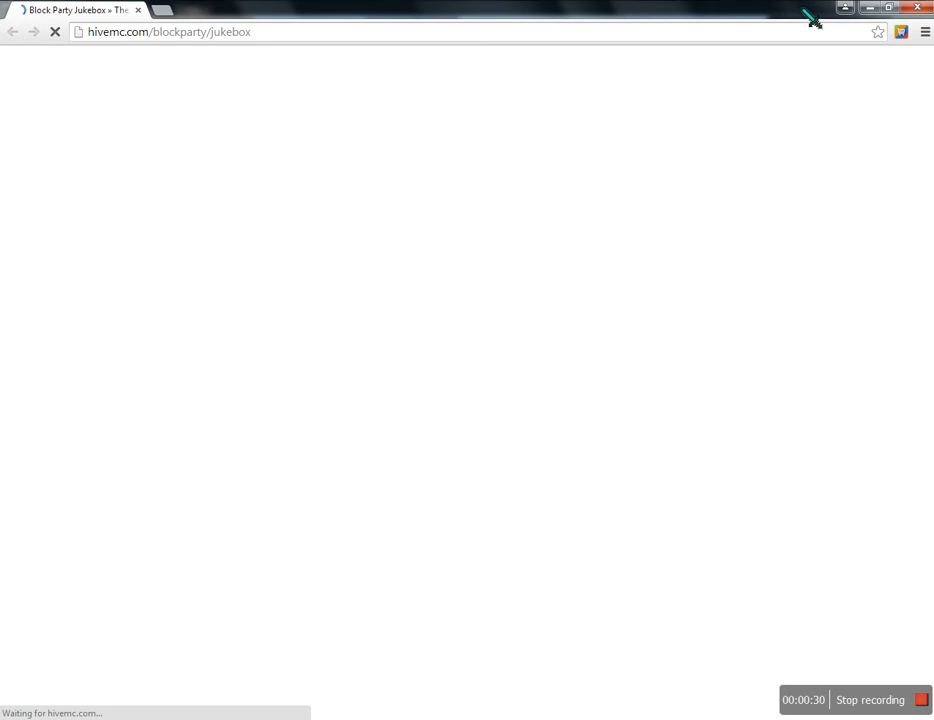 Block Party Jukebox » The
hivemc.com/blockparty/jukebox
00:00:30 Stop recording
Waiting for hivemc.com...